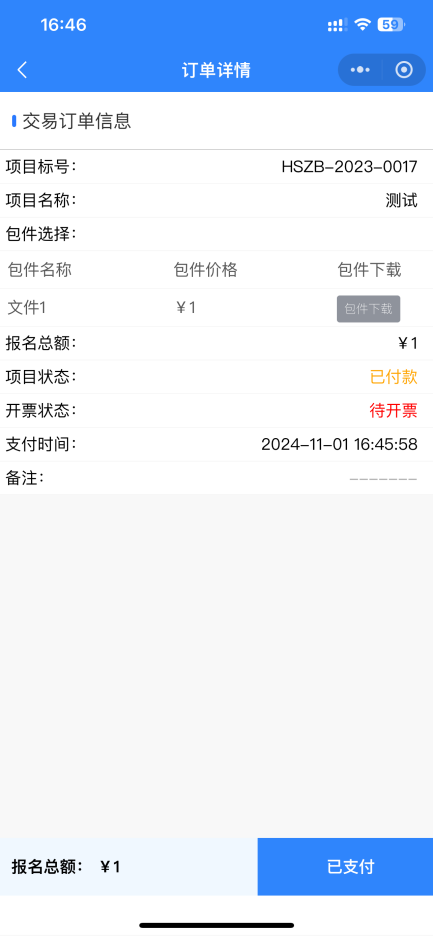 16:46
59
订单详情
交易订单信息
项目标号： HSZB-2023-0017
项目名称： 测试
包件选择：
包件名称 包件价格 包件下载
文件1 ￥1 包件下载
报名总额： ￥1
项目状态： 已付款
开票状态： 待开票
支付时间： 2024-11-01 16:45:58
备注： -------
报名总额： ￥1 已支付